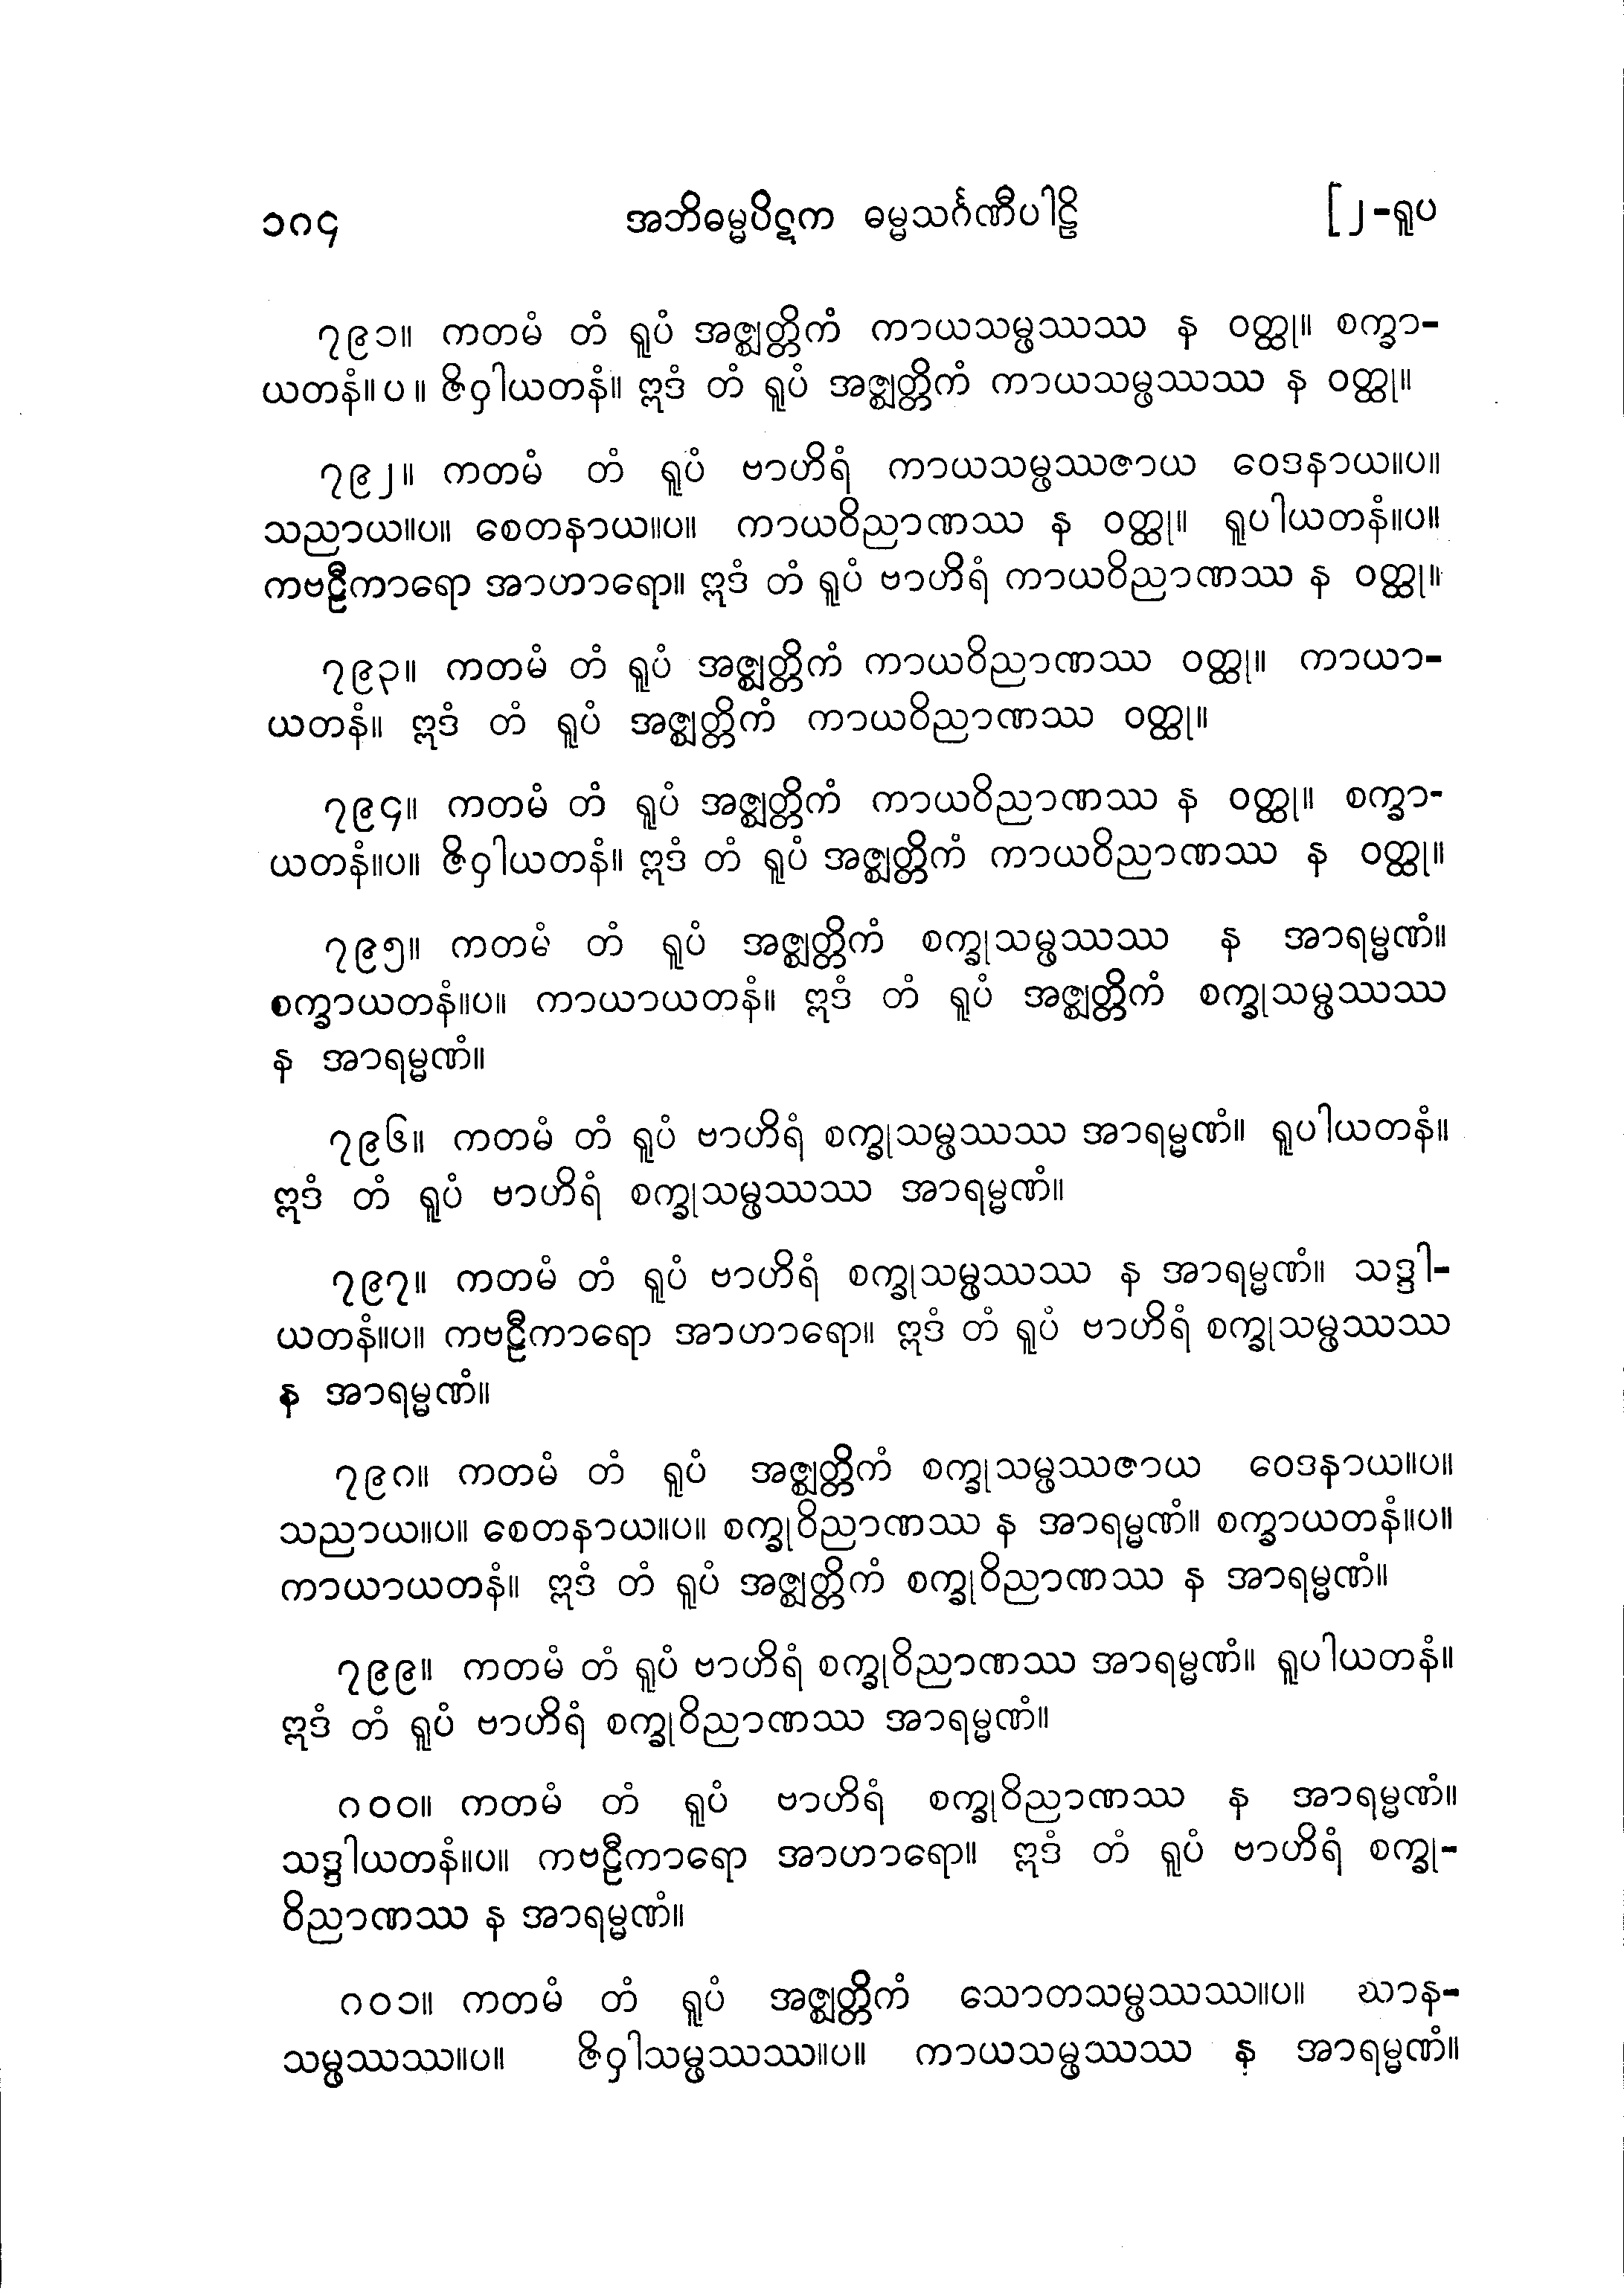 ၁၈၄ အဘိဓမ္မပိဋက ဓမ္မသင်္ဂဏီပါဠိ [၂-ရူပ
၇၉၁။ ကတမံ တံ ရူပံ အဇ္ဈတ္တိကံ ကာယသမ္ဖဿဿ န ဝတ္ထု။ စက္ခာ-
ယတနံ။ပ။ ဇိဝှါယတနံ။ ဣဒံ တံ ရူပံ အဇ္ဈတ္တိကံ ကာယသမ္ဖဿဿ န ဝတ္ထု။
၇၉၂။ ကတမံ တံ ရူပံ ဗာဟိရံ ကာယသမ္ဖဿဇာယ ဝေဒနာယ။ပ။
သညာယ။ပ။ စေတနာယ။ပ။ ကာယဝိညာဏဿ န ဝတ္ထု။ ရူပါယတနံ။ပ။
ကဗဠီကာရော အာဟာရော။ ဣဒံ တံ ရူပံ ဗာဟိရံ ကာယဝိညာဏဿ န ဝတ္ထု။
၇၉၃။ ကတမံ တံ ရူပံ အဇ္ဈတ္တိကံ ကာယဝိညာဏဿ ဝတ္ထု။ ကာယာ-
ယတနံ။ ဣဒံ တံ ရူပံ အဇ္ဈတ္တိကံ ကာယဝိညာဏဿ ဝတ္ထု။
၇၉၄။ ကတမံ တံ ရူပံ အဇ္ဈတ္တိကံ ကာယဝိညာဏဿ န ဝတ္ထု။ စက္ခာ-
ယတနံ။ပ။ ဇိဝှါယတနံ။ ဣဒံ တံ ရူပံ အဇ္ဈတ္တိကံ ကာယဝိညာဏဿ န ဝတ္ထု။
၇၉၅။ ကတမံ တံ ရူပံ အဇ္ဈတ္တိကံ စက္ခုသမ္ဖဿဿ န အာရမ္မဏံ။
စက္ခာယတနံ။ပ။ ကာယာယတနံ။ ဣဒံ တံ ရူပံ အဇ္ဈတ္တိကံ စက္ခုသမ္ဖဿဿ
န အာရမ္မဏံ။
၇၉၆။ ကတမံ တံ ရူပံ ဗာဟိရံ စက္ခုသမ္ဖဿဿ အာရမ္မဏံ။ ရူပါယတနံ။
ဣဒံ တံ ရူပံ ဗာဟိရံ စက္ခုသမ္ဖဿဿ အာရမ္မဏံ။
၇၉၇။ ကတမံ တံ ရူပံ ဗာဟိရံ စက္ခုသမ္ဖဿဿ န အာရမ္မဏံ။ သဒ္ဒါ-
ယတနံ။ပ။ ကဗဠီကာရော အာဟာရော။ ဣဒံ တံ ရူပံ ဗာဟိရံ စက္ခုသမ္ဖဿဿ
န အာရမ္မဏံ။
၇၉၈။ ကတမံ တံ ရူပံ အဇ္ဈတ္တိကံ စက္ခုသမ္ဖဿဇာယ ဝေဒနာယ။ပ။
သညာယ။ပ။ စေတနာယ။ပ။ စက္ခုဝိညာဏဿ န အာရမ္မဏံ။ စက္ခာယတနံ။ပ။
ကာယာယတနံ။ ဣဒံ တံ ရူပံ အဇ္ဈတ္တိကံ စက္ခုဝိညာဏဿ န အာရမ္မဏံ။
၇၉၉။ ကတမံ တံ ရူပံ ဗာဟိရံ စက္ခုဝိညာဏဿ အာရမ္မဏံ။ ရူပါယတနံ။
ဣဒံ တံ ရူပံ ဗာဟိရံ စက္ခုဝိညာဏဿ အာရမ္မဏံ။
၈၀၀။ ကတမံ တံ ရူပံ ဗာဟိရံ စက္ခုဝိညာဏဿ န အာရမ္မဏံ။
သဒ္ဒါယတနံ။ပ။ ကဗဠီကာရော အာဟာရော။ ဣဒံ တံ ရူပံ ဗာဟိရံ စက္ခု-
ဝိညာဏဿ န အာရမ္မဏံ။
၈၀၁။ ကတမံ တံ ရူပံ အဇ္ဈတ္တိကံ သောတသမ္ဖဿဿ။ပ။ ဃာန-
သမ္ဖဿဿ။ပ။ ဇိဝှါသမ္ဖဿဿ။ပ။ ကာယသမ္ဖဿဿ န အာရမ္မဏံ။